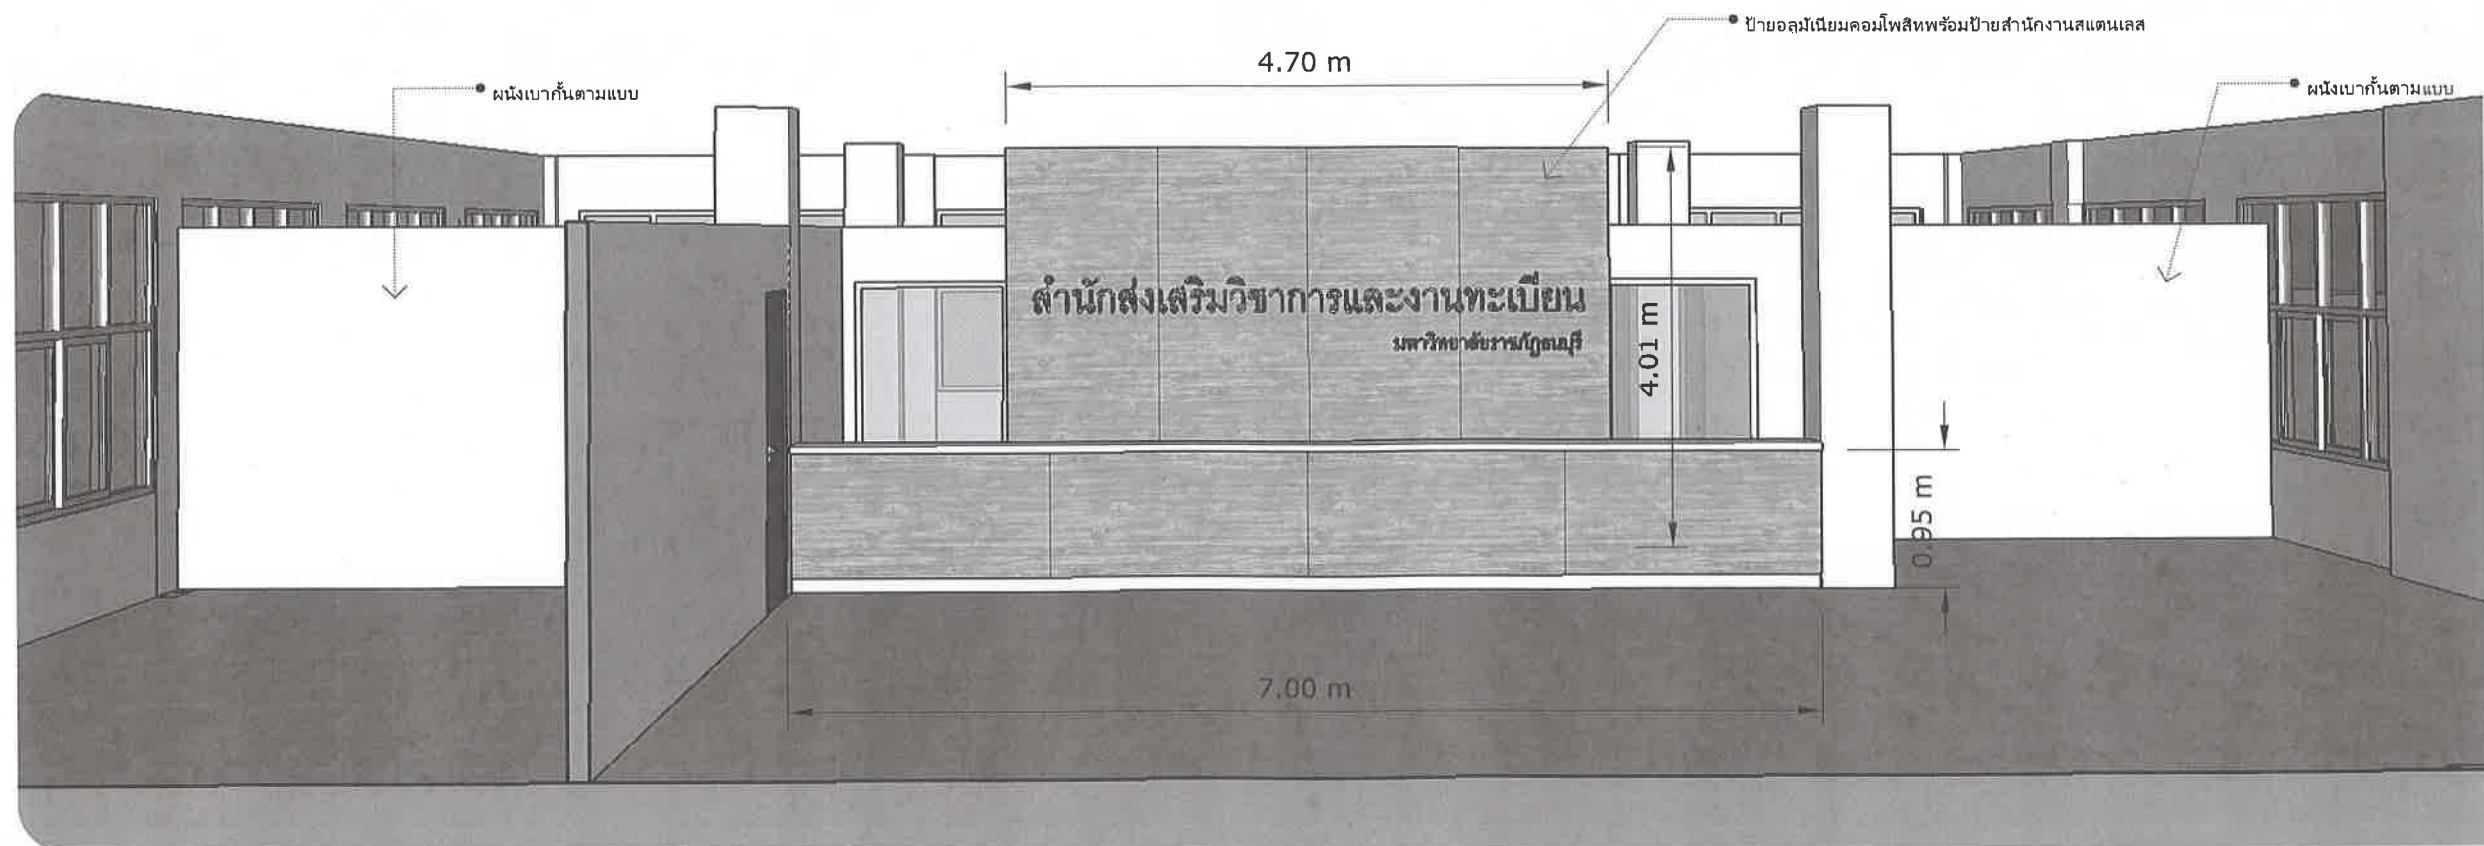 ป้ายอลูมิเนียมคอมโพสิทพร้อมป้ายสำนักงานสแตนเลส
4.70 m
ผนังเบากั้นตามแบบ
ผนังเบากั้นตามแบบ
สำนักส่งเสริมวิชาการและงานทะเบียน
มหาวิทยาลัยราชภัฏธนบุรี
4.01 m
0.95 m
7.00 m